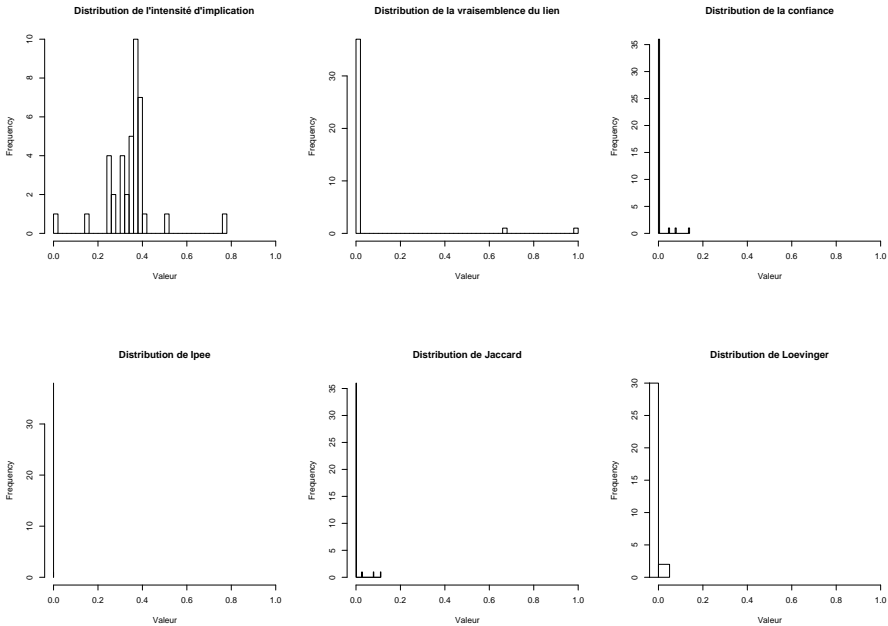 Distribution de l'intensité d'implication
Frequency
0 2 4 6 8 10
0.0 0.2 0.4 0.6 0.8 1.0
Valeur
Distribution de la vraisemblence du lien
Frequency
0 10 20 30
0.0 0.2 0.4 0.6 0.8 1.0
Valeur
Distribution de la confiance
Frequency
0 5 10 15 20 25 30 35
0.0 0.2 0.4 0.6 0.8 1.0
Valeur
Distribution de Ipee
Frequency
0 10 20 30
0.0 0.2 0.4 0.6 0.8 1.0
Valeur
Distribution de Jaccard
Frequency
0 5 10 15 20 25 30 35
0.0 0.2 0.4 0.6 0.8 1.0
Valeur
Distribution de Loevinger
Frequency
0 5 10 15 20 25 30
0.0 0.2 0.4 0.6 0.8 1.0
Valeur